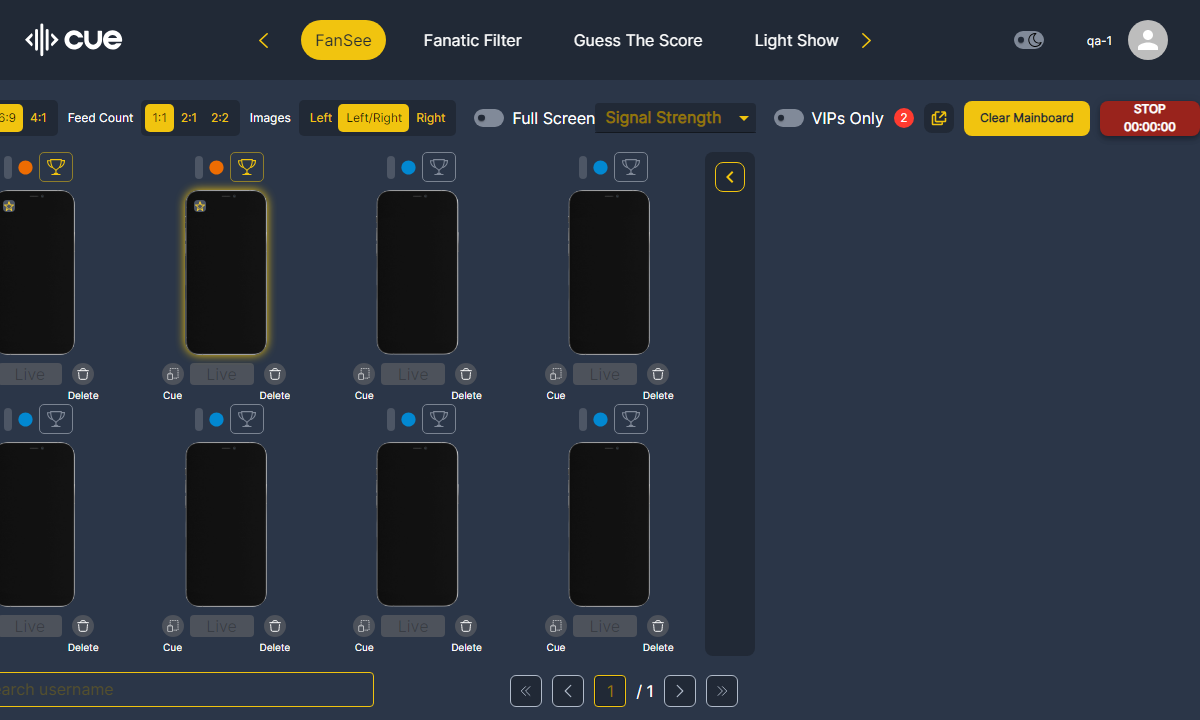 cue
FanSee
Fanatic Filter
Guess The Score
Light Show
qa-1
6:9
4:1
Feed Count
1:1
2:1
2:2
Images
Left
Left/Right
Right
Full Screen
Signal Strength
VIPs Only
2
Clear Mainboard
STOP
00:00:00
Live
Delete
Cue
Live
Delete
Cue
Live
Delete
Cue
Live
Delete
Live
Delete
Cue
Live
Delete
Cue
Live
Delete
Cue
Live
Delete
arch username
1
/ 1